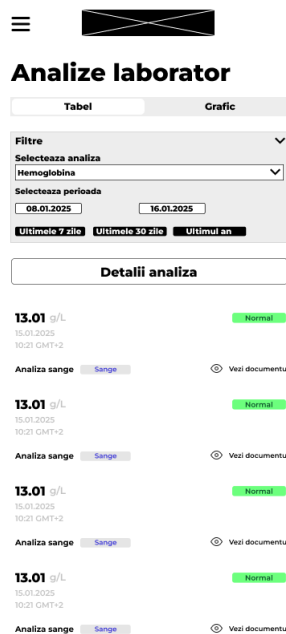 Analize laborator
Tabel Grafic
Filtre
Selecteaza analiza
Hemoglobina
Selecteaza perioada
08.01.2025 16.01.2025
Ultimele 7 zile Ultimele 30 zile Ultimul an
Detalii analiza
13.01 g/L Normal
15.01.2025
10:21 GMT+2
Analiza sange Sange Vezi documentu
13.01 g/L Normal
15.01.2025
10:21 GMT+2
Analiza sange Sange Vezi documentu
13.01 g/L Normal
15.01.2025
10:21 GMT+2
Analiza sange Sange Vezi documentu
13.01 g/L Normal
15.01.2025
10:21 GMT+2
Analiza sange Sange Vezi documentu